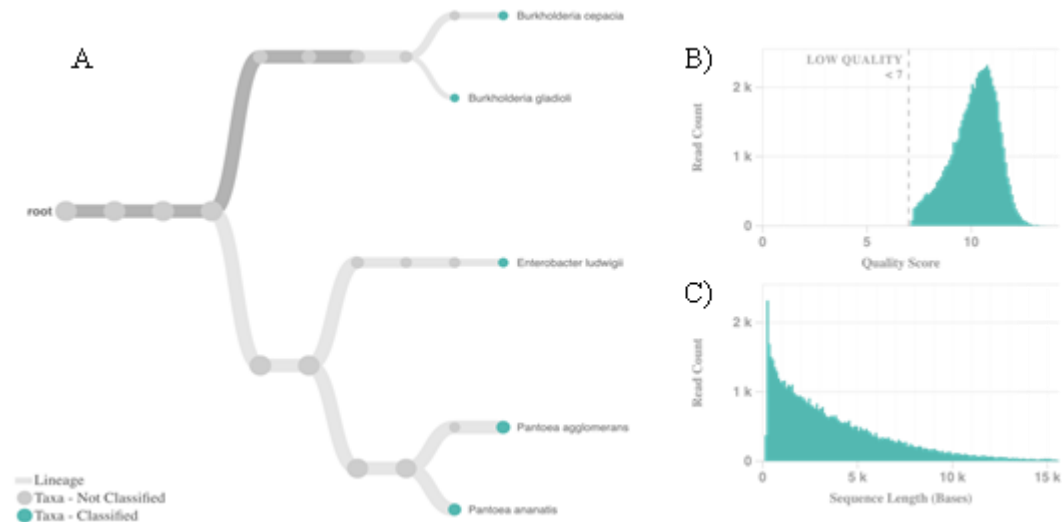 A
Burkholderia cepacia
Burkholderia gladioli
root
Enterobacter ludwigii
Pantoea agglomerans
Pantoea ananatis
Lineage
Taxa - Not Classified
Taxa - Classified
B)
LOW QUALITY
< 7
2 k
1 k
0
Read Count
0 5 10
Quality Score
C)
2 k
1 k
0
Read Count
0 5 k 10 k 15 k
Sequence Length (Bases)